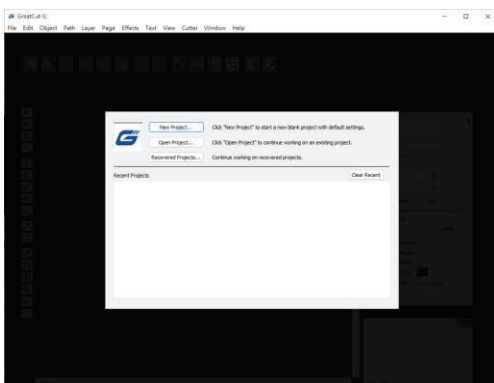 GreatCut-S:
File Edit Object Path Layer Page Effects Text View Cutter Window Help
New Project... Click "New Project" to start a new blank project with default settings.
Open Project... Click "Open Project" to continue working on an existing project.
Recovered Projects... Continue working on recovered projects.
Recent Projects Clear Recent